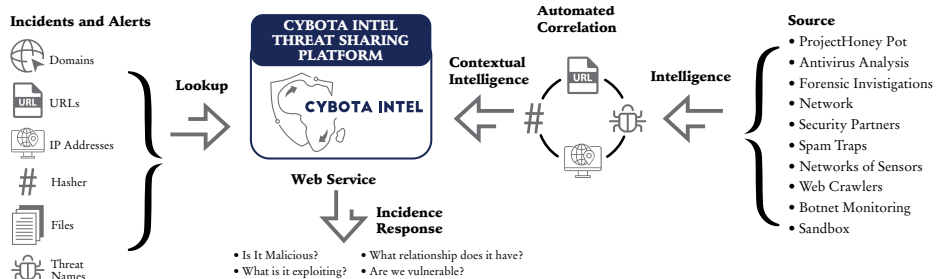 Incidents and Alerts
Domains
URL
URLs
IP Addresses
#
Hasher
Files
Threat
Names
Lookup
CYBOTA INTEL
THREAT SHARING
PLATFORM
CYBOTA INTEL
Web Service
Incidence
Response
• Is It Malicious?
• What is it exploiting?
• What relationship does it have?
• Are we vulnerable?
Contextual
Intelligence
Automated
Correlation
URL
#
Intelligence
Source
• ProjectHoney Pot
• Antivirus Analysis
• Forensic Invistigations
• Network
• Security Partners
• Spam Traps
• Networks of Sensors
• Web Crawlers
• Botnet Monitoring
• Sandbox